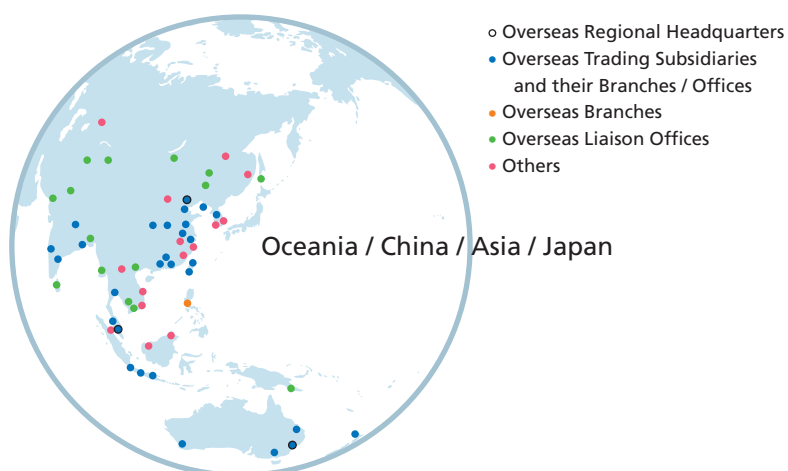 Overseas Regional Headquarters
Overseas Trading Subsidiaries
and their Branches / Offices
Overseas Branches
Overseas Liaison Offices
Others
Oceania / China / Asia / Japan